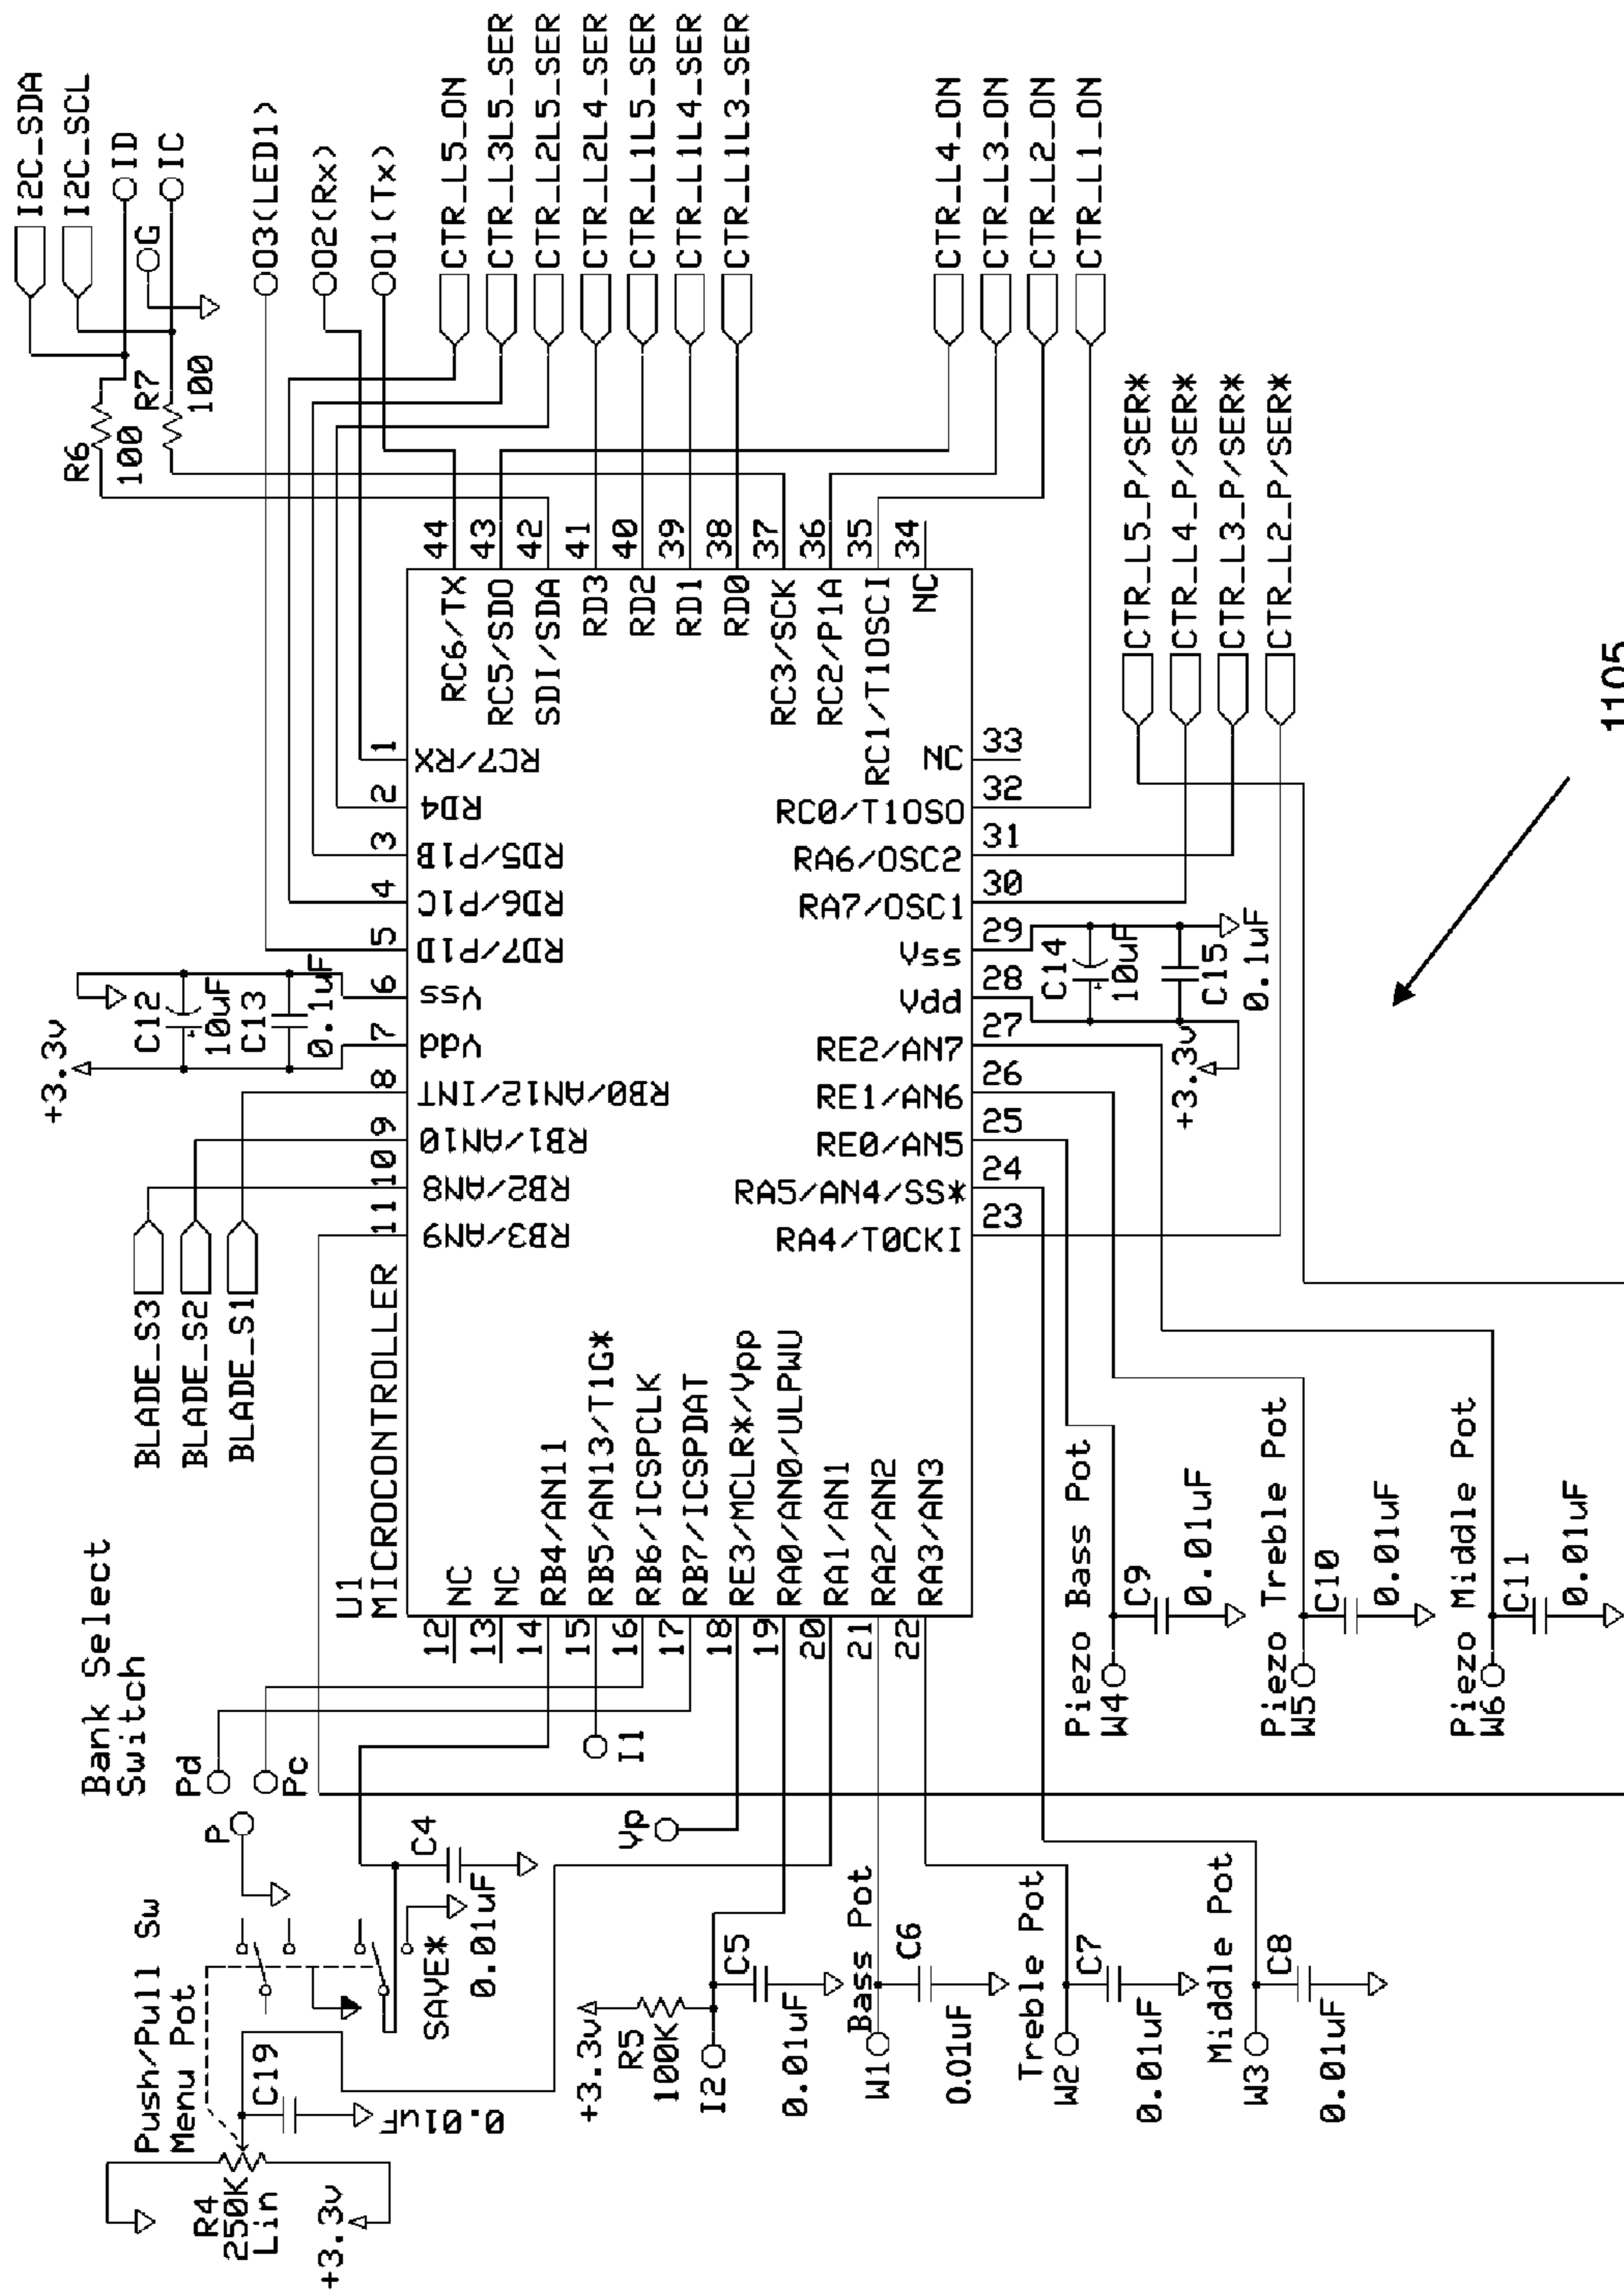 I2C_SDA
I2C_SCL
OID
OIC
G
R6
100
R7
100
O3(LED1)
O2(Rx)
O1(Tx)
CTR_L5_ON
CTR_L3L5_SER
CTR_L2L5_SER
CTR_L2L4_SER
CTR_L1L5_SER
CTR_L1L4_SER
CTR_L1L3_SER
CTR_L4_ON
CTR_L3_ON
CTR_L2_ON
CTR_L1_ON
CTR_L5_P/SER*
CTR_L4_P/SER*
CTR_L3_P/SER*
CTR_L2_P/SER*
1105
44
43
42
41
40
39
38
37
36
35
34
RC6/TX
RC5/SDO
SDI/SDA
RD3
RD2
RD1
RD0
RC3/SCK
RC2/P1A
RC1/T1OSCI
NC
1
2
3
4
5
6
7
8
9
10
11
RC7/RX
RD4
RD5/P1B
RD6/P1C
RD7/P1D
Vss
Vdd
RB0/AN12/INT
RB1/AN10
RB2/AN8
RB3/AN9
NC
RC0/T1OSO
RA6/OSC2
RA7/OSC1
Vss
Vdd
RE2/AN7
RE1/AN6
RE0/AN5
RA5/AN4/SS*
RA4/T0CKI
33
32
31
30
29
28
27
26
25
24
23
+3.3v
C12
10uF
C13
0.1uF
C14
10uF
C15
0.1uF
+3.3v
BLADE_S3
BLADE_S2
BLADE_S1
U1
MICROCONTROLLER
NC
NC
RB4/AN11
RB5/AN13/T1G*
RB6/ICSPCLK
RB7/ICSPDAT
RE3/MCLR*/Vpp
RA0/AN0/ULPWU
RA1/AN1
RA2/AN2
RA3/AN3
12
13
14
15
16
17
18
19
20
21
22
Bank Select
Switch
Pd
Pc
P
I1
Vp
Piezo Bass Pot
W4
C9
0.01uF
Piezo Treble Pot
W5
C10
0.01uF
Piezo Middle Pot
W6
C11
0.01uF
Push/Pull Sw
Menu Pot
C19
0.01uF
R4
250K
Lin
+3.3v
SAVE*
C4
0.01uF
+3.3v
R5
100K
I2
C5
0.01uF
Bass Pot
W1
C6
0.01uF
Treble Pot
W2
C7
0.01uF
Middle Pot
W3
C8
0.01uF